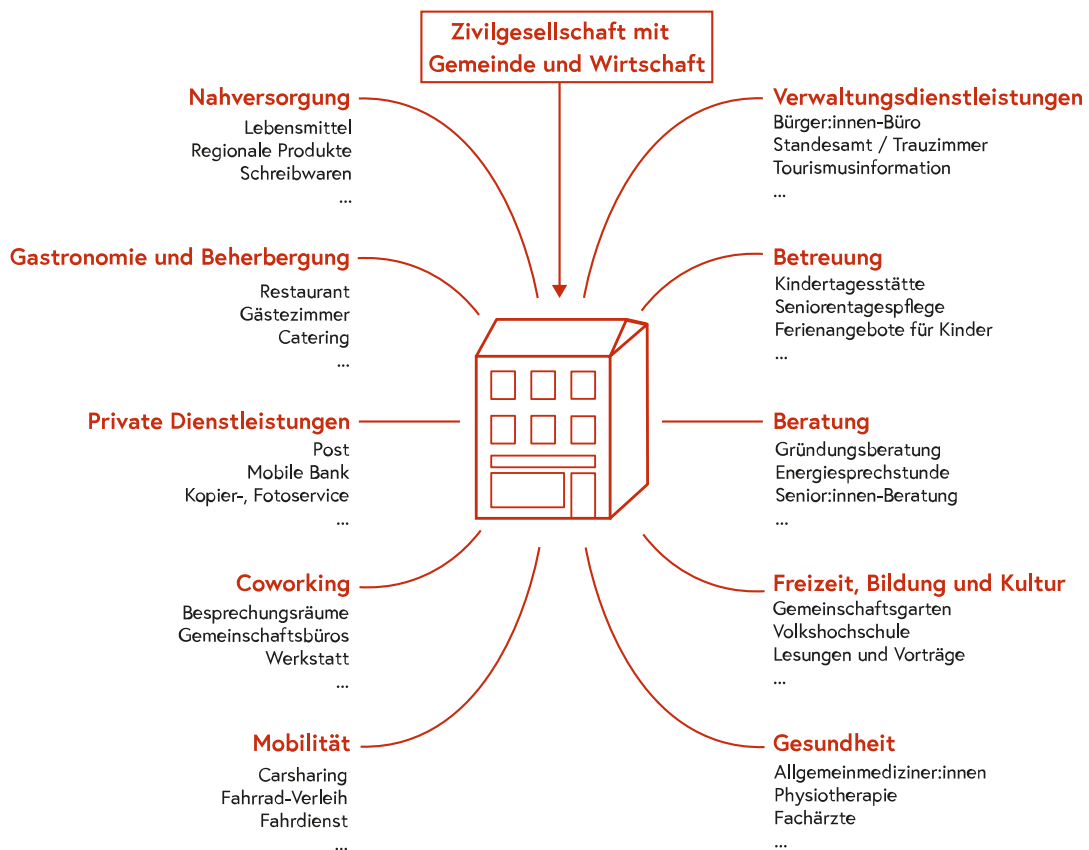 Zivilgesellschaft mit
Gemeinde und Wirtschaft
Nahversorgung
Lebensmittel
Regionale Produkte
Schreibwaren
...
Gastronomie und Beherbergung
Restaurant
Gästezimmer
Catering
...
Private Dienstleistungen
Post
Mobile Bank
Kopier-, Fotoservice
...
Coworking
Besprechungsräume
Gemeinschaftsbüros
Werkstatt
...
Mobilität
Carsharing
Fahrrad-Verleih
Fahrdienst
...
Verwaltungsdienstleistungen
Bürger:innen-Büro
Standesamt / Trauzimmer
Tourismusinformation
...
Betreuung
Kindertagesstätte
Seniorentagespflege
Ferienangebote für Kinder
...
Beratung
Gründungsberatung
Energiesprechstunde
Senior:innen-Beratung
...
Freizeit, Bildung und Kultur
Gemeinschaftsgarten
Volkshochschule
Lesungen und Vorträge
...
Gesundheit
Allgemeinmediziner:innen
Physiotherapie
Fachärzte
...